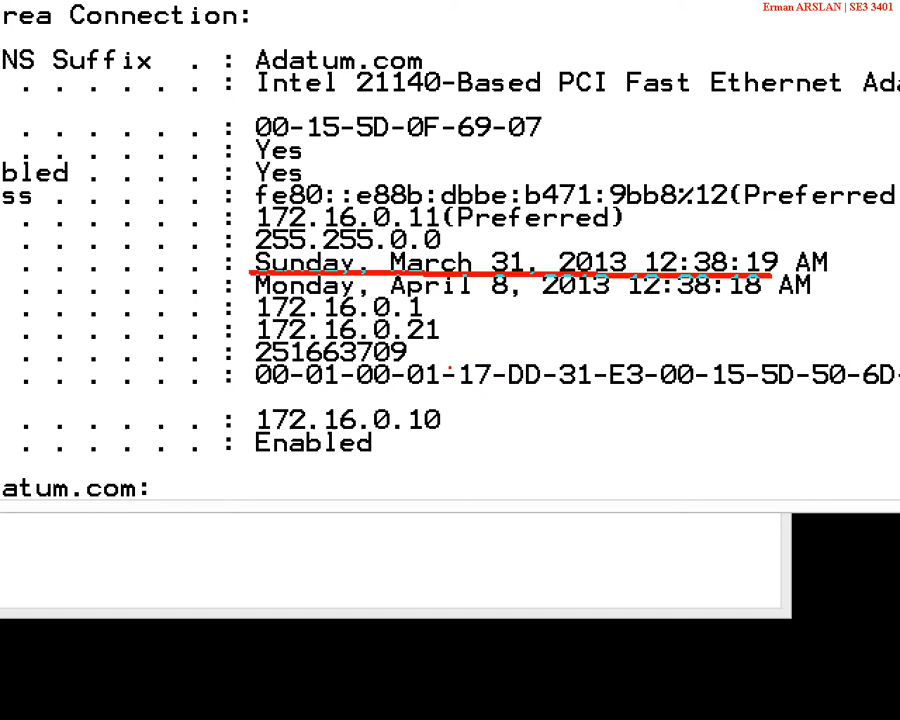 Erman ARSLAN | SE3 3401
rea Connection:
NS Suffix . : Adatum.com
. . . . . . : Intel 21140-Based PCI Fast Ethernet Ada
. . . . . . : 00-15-5D-0F-69-07
. . . . . . : Yes
bled . . . . : Yes
ss . . . . . : fe80::e88b:dbbe:b471:9bb8%12(Preferred
. . . . . . : 172.16.0.11(Preferred)
. . . . . . : 255.255.0.0
. . . . . . : Sunday, March 31, 2013 12:38:19 AM
. . . . . . : Monday, April 8, 2013 12:38:18 AM
. . . . . . : 172.16.0.1
. . . . . . : 172.16.0.21
. . . . . . : 251663709
. . . . . . : 00-01-00-01-17-DD-31-E3-00-15-5D-50-6D-
. . . . . . : 172.16.0.10
. . . . . . : Enabled
atum.com: